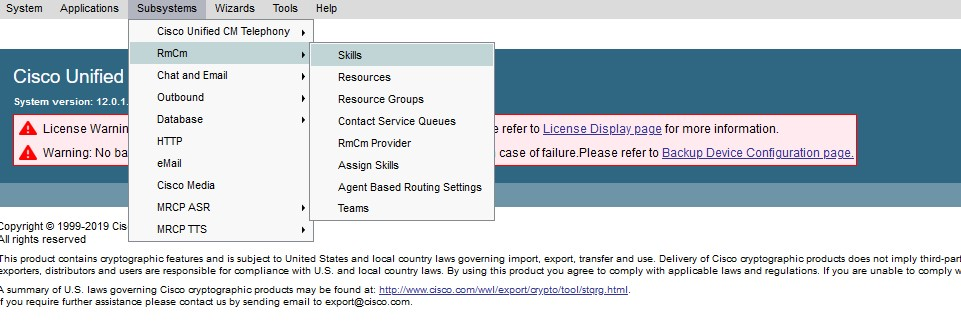 System Applications Subsystems Wizards Tools Help
Cisco Unified CM Telephony
RmCm
Chat and Email
Outbound
Database
HTTP
eMail
Cisco Media
MRCP ASR
MRCP TTS
Skills
Resources
Resource Groups
Contact Service Queues
RmCm Provider
Assign Skills
Agent Based Routing Settings
Teams
Cisco Unified
System version: 12.0.1.
License Warnin e refer to License Display page for more information.
Warning: No ba case of failure.Please refer to Backup Device Configuration page.
Copyright © 1999-2019 Cis
All rights reserved
This product contains cryptographic features and is subject to United States and local country laws governing import, export, transfer and use. Delivery of Cisco cryptographic products does not imply third-par
exporters, distributors and users are responsible for compliance with U.S. and local country laws. By using this product you agree to comply with applicable laws and regulations. If you are unable to comply w
A summary of U.S. laws governing Cisco cryptographic products may be found at: http://www.cisco.com/wwl/export/crypto/tool/stqrg.html.
If you require further assistance please contact us by sending email to export@cisco.com.